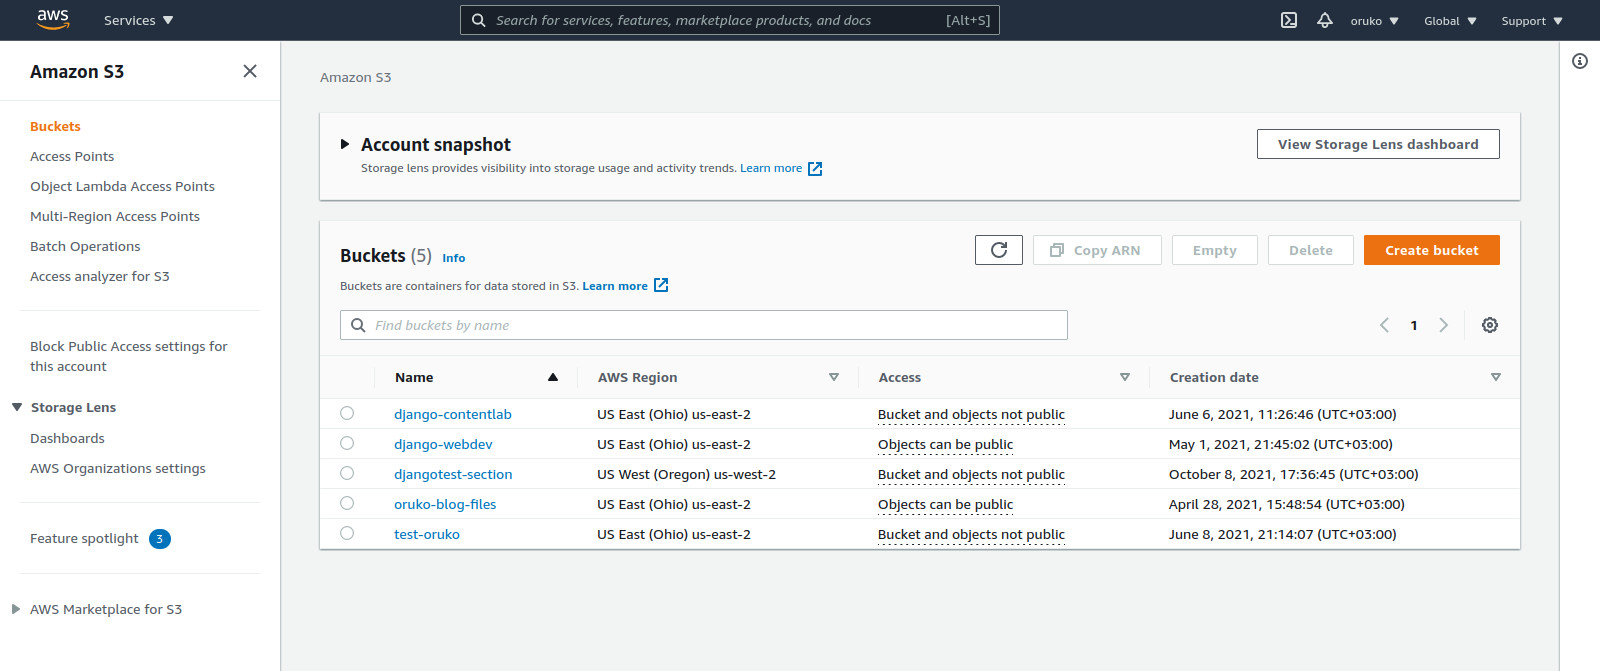 aws Services Search for services, features, marketplace products, and docs [Alt+S] oruko Global Support
Amazon S3
Buckets
Access Points
Object Lambda Access Points
Multi-Region Access Points
Batch Operations
Access analyzer for S3
Block Public Access settings for
this account
Storage Lens
Dashboards
AWS Organizations settings
Feature spotlight 3
AWS Marketplace for S3
Amazon S3
Account snapshot
Storage lens provides visibility into storage usage and activity trends. Learn more
View Storage Lens dashboard
Buckets (5) Info
Copy ARN Empty Delete Create bucket
Buckets are containers for data stored in S3. Learn more
Find buckets by name 1
Name AWS Region Access Creation date
django-contentlab US East (Ohio) us-east-2 Bucket and objects not public June 6, 2021, 11:26:46 (UTC+03:00)
django-webdev US East (Ohio) us-east-2 Objects can be public May 1, 2021, 21:45:02 (UTC+03:00)
djangotest-section US West (Oregon) us-west-2 Bucket and objects not public October 8, 2021, 17:36:45 (UTC+03:00)
oruko-blog-files US East (Ohio) us-east-2 Objects can be public April 28, 2021, 15:48:54 (UTC+03:00)
test-oruko US East (Ohio) us-east-2 Bucket and objects not public June 8, 2021, 21:14:07 (UTC+03:00)